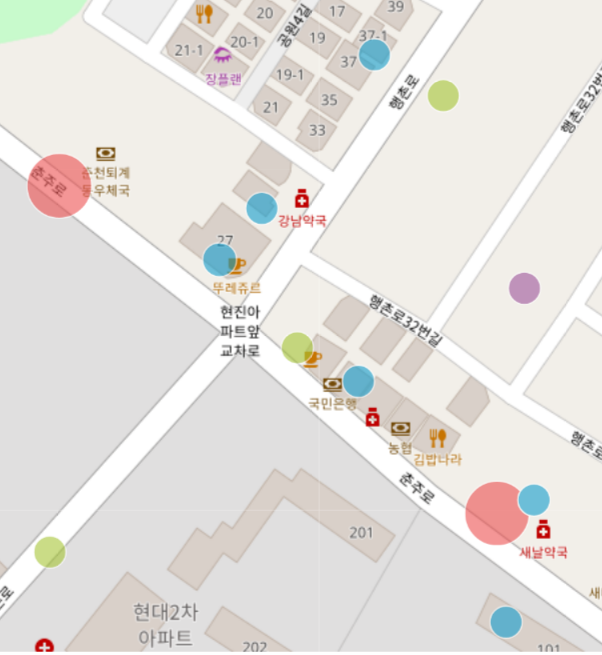 39
20
17
공원4길
37-1
20-1
19
21-1
37
장플랜
19-1
행촌로
행촌로32번
35
21
33
춘천퇴계
동우체국
춘주로
강남약국
27
뚜레쥬르
현진아
파트앞
교차로
행촌로32번길
국민은행
농협
김밥나라
행촌로
춘주로
201
새날약국
현대2차
아파트
202
101